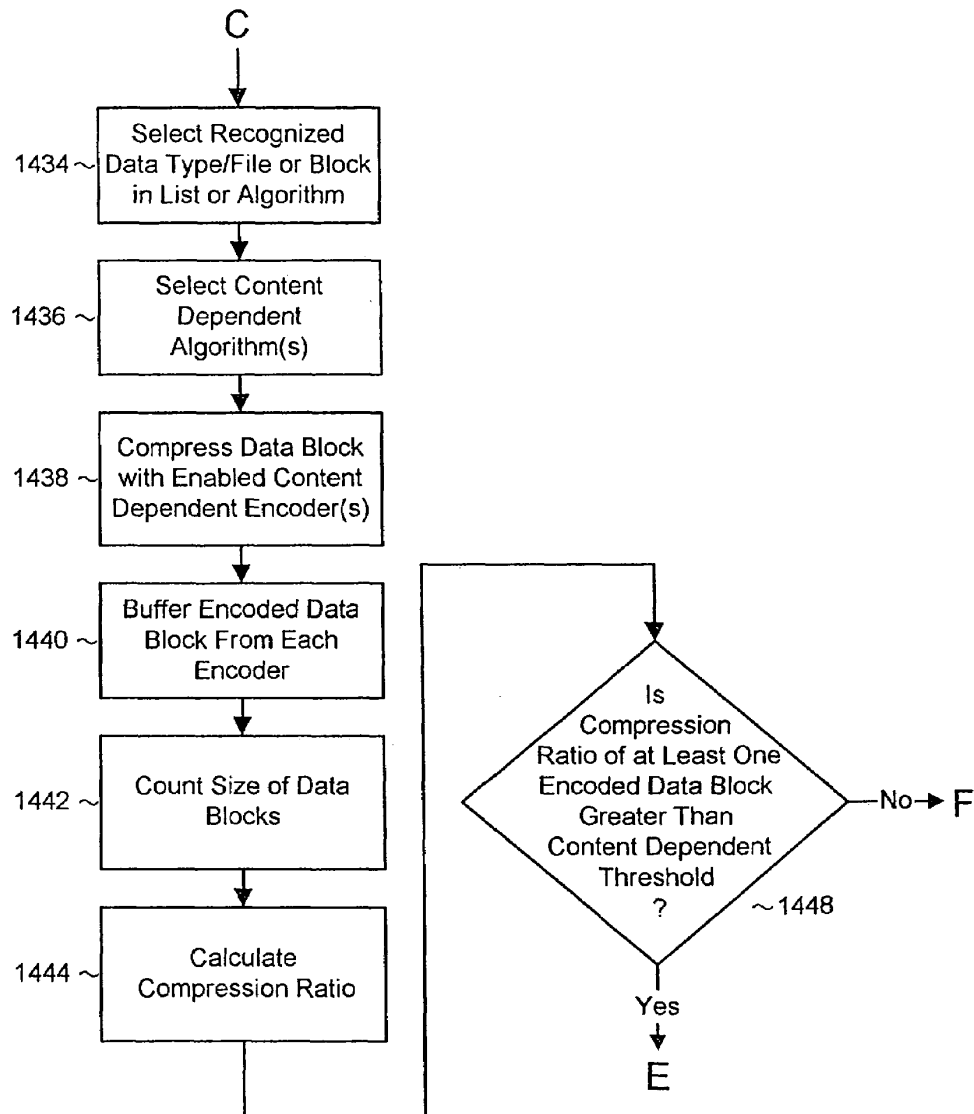 C
1434 ~
Select Recognized
Data Type/File or Block
in List or Algorithm
1436 ~
Select Content
Dependent
Algorithm(s)
1438 ~
Compress Data Block
with Enabled Content
Dependent Encoder(s)
1440 ~
Buffer Encoded Data
Block From Each
Encoder
1442 ~
Count Size of Data
Blocks
1444 ~
Calculate
Compression Ratio
Is
Compression
Ratio of at Least One
Encoded Data Block
Greater Than
Content Dependent
Threshold
?
~1448
No
F
Yes
E